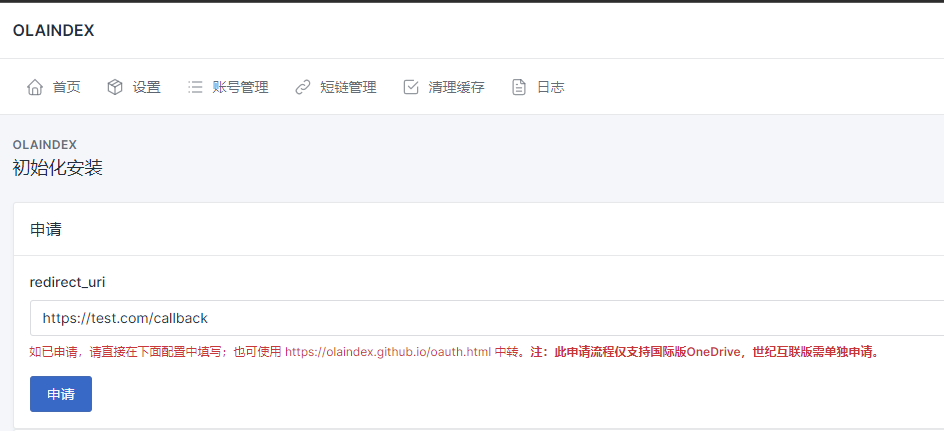 OLAINDEX
首页 设置 账号管理 短链管理 清理缓存 日志
OLAINDEX
初始化安装
申请
redirect_uri
https://test.com/callback
如已申请，请直接在下面配置中填写；也可使用 https://olaindex.github.io/oauth.html 中转。注：此申请流程仅支持国际版OneDrive，世纪互联版需单独申请。
申请